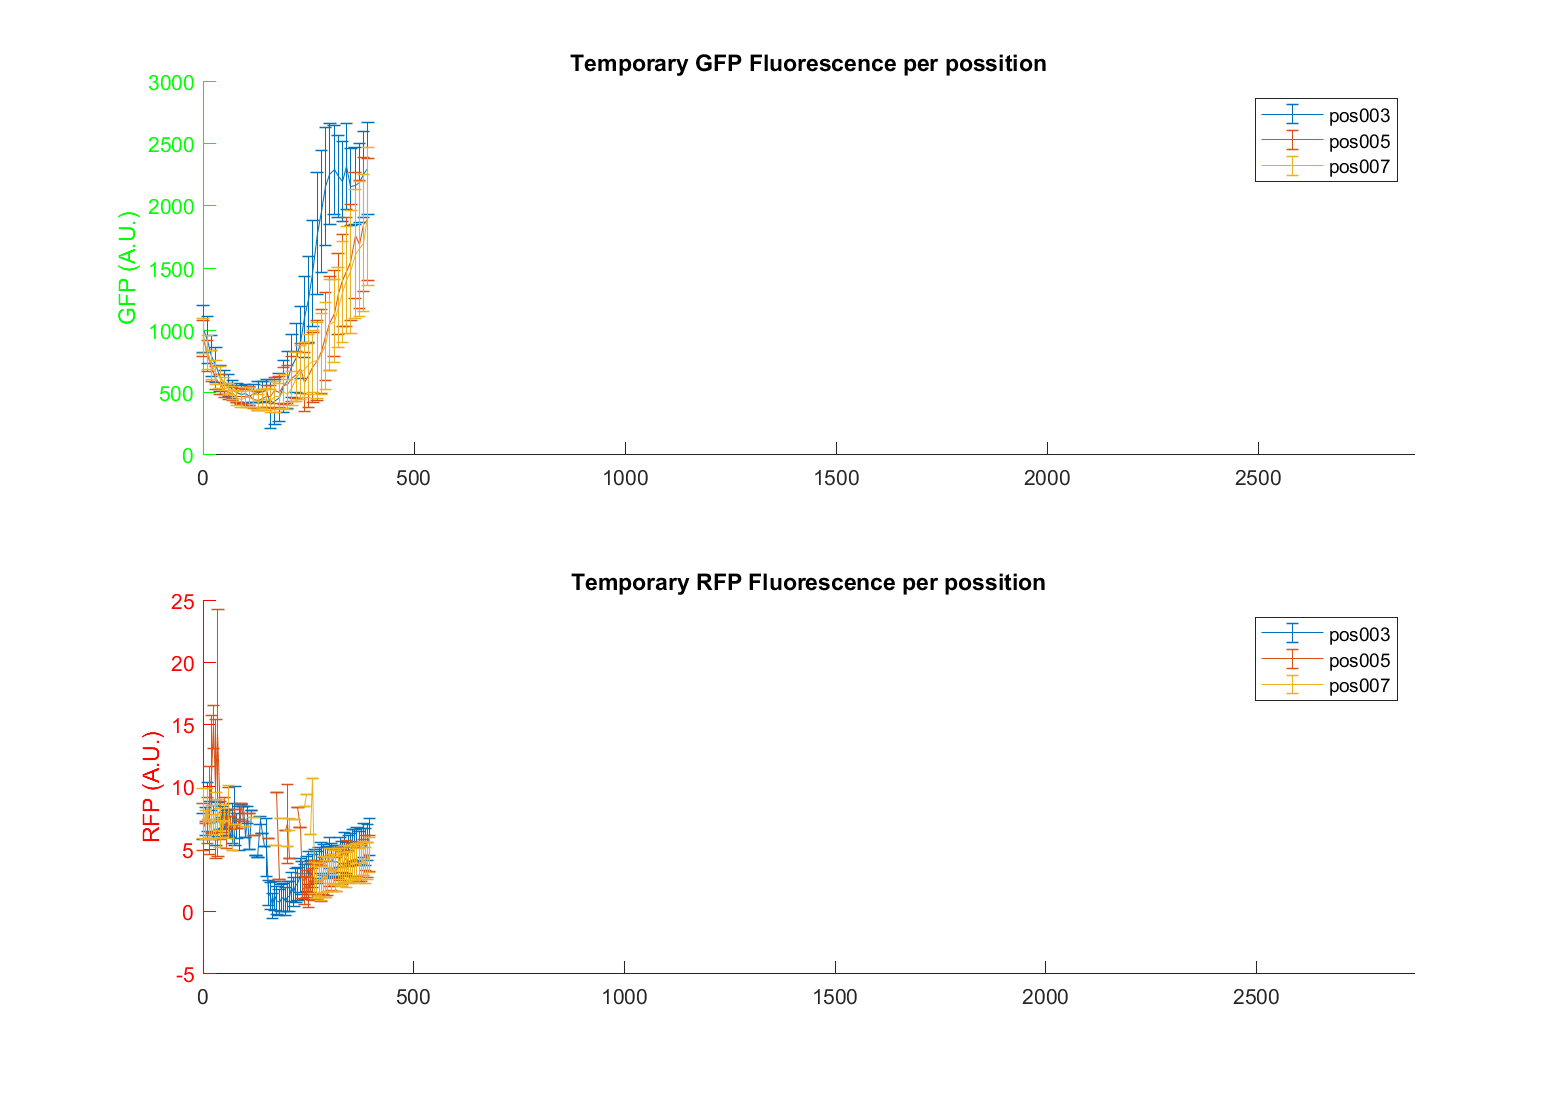 Temporary GFP Fluorescence per possition
3000
2500
2000
1500
1000
500
0
GFP (A.U.)
0 500 1000 1500 2000 2500
pos003
pos005
pos007
Temporary RFP Fluorescence per possition
25
20
15
10
5
0
-5
RFP (A.U.)
0 500 1000 1500 2000 2500
pos003
pos005
pos007